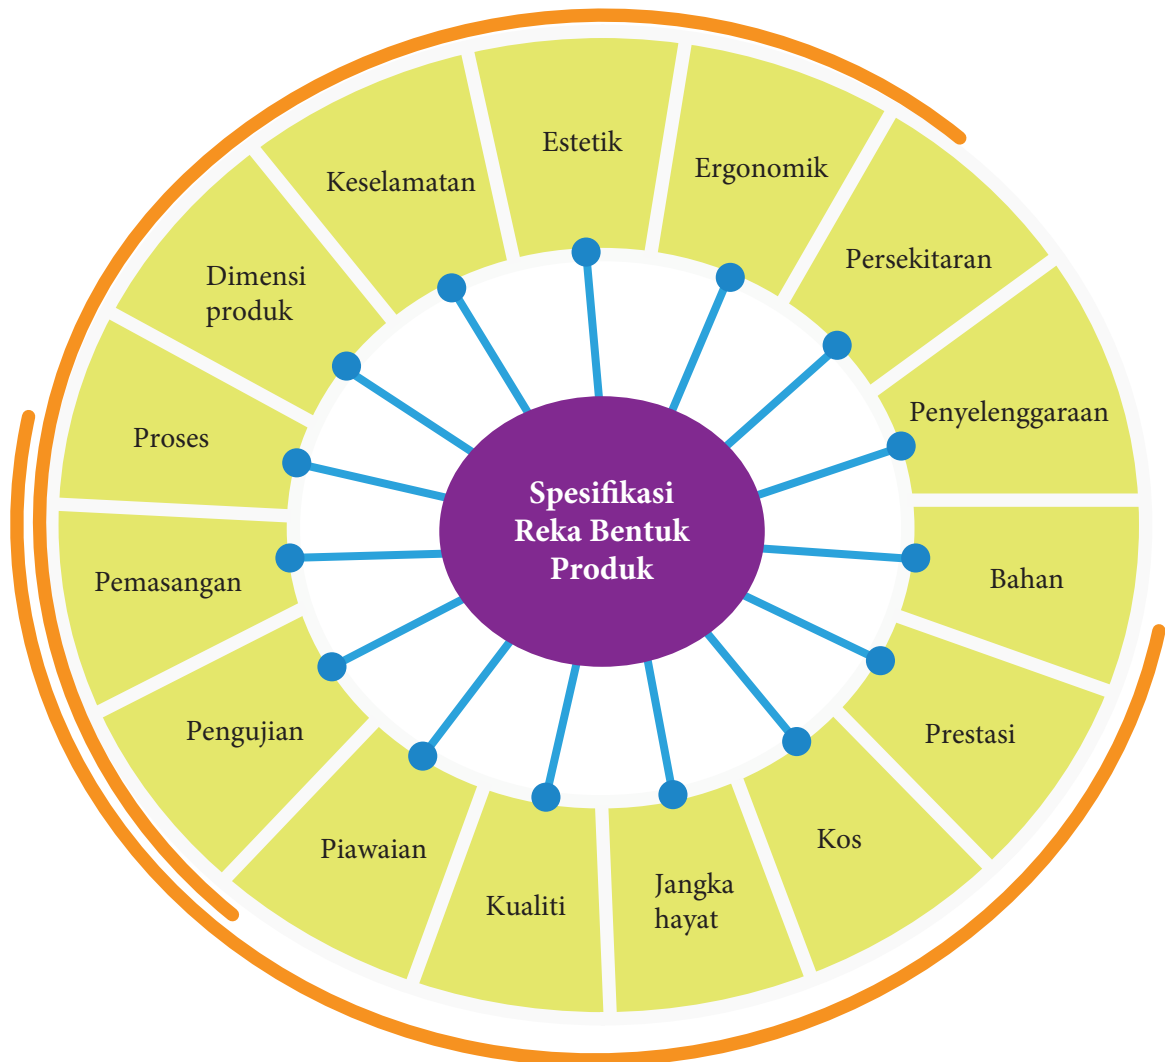 Spesifikasi
Reka Bentuk
Produk
Estetik
Ergonomik
Persekitaran
Penyelenggaraan
Bahan
Prestasi
Kos
Jangka
hayat
Kualiti
Piawaian
Pengujian
Pemasangan
Proses
Dimensi
produk
Keselamatan